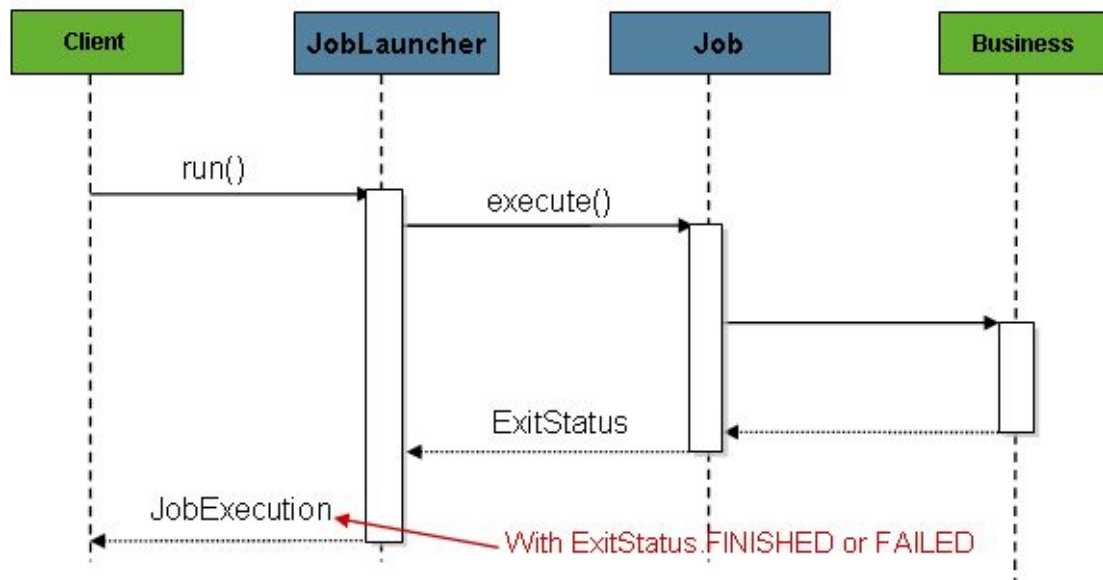 Client
JobLauncher
Job
Business
run()
execute()
ExitStatus
JobExecution
With ExitStatus.FINISHED or FAILED